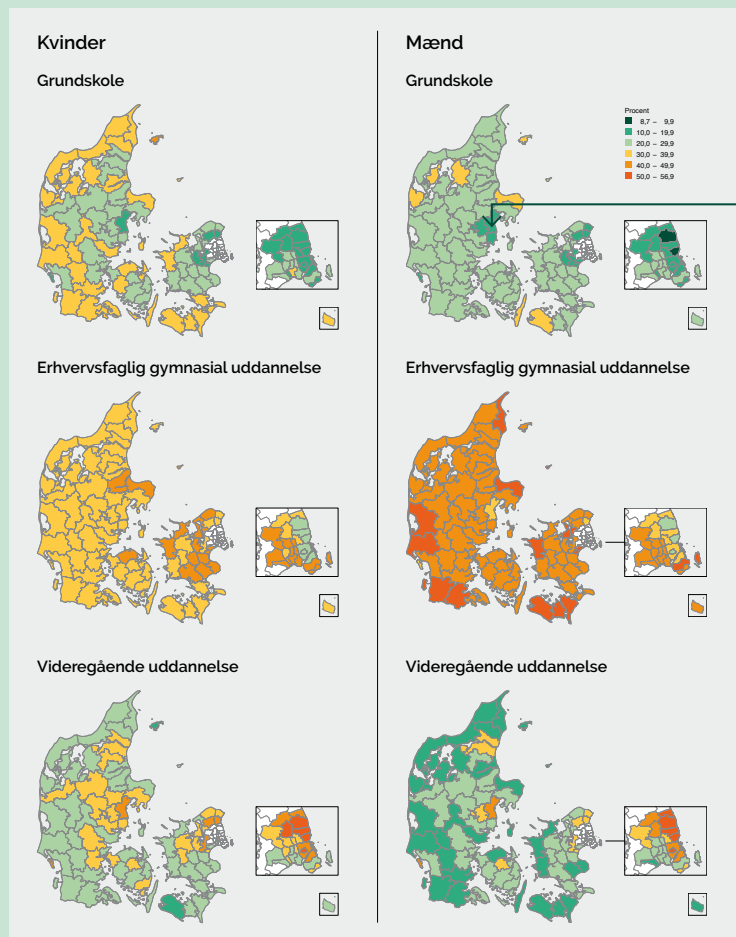 Kvinder
Grundskole
Erhvervsfaglig gymnasial uddannelse
Videregående uddannelse
Mænd
Grundskole
Procent
8,7 – 9,9
10,0 – 19,9
20,0 – 29,9
30,0 – 39,9
40,0 – 49,9
50,0 – 56,9
Erhvervsfaglig gymnasial uddannelse
Videregående uddannelse